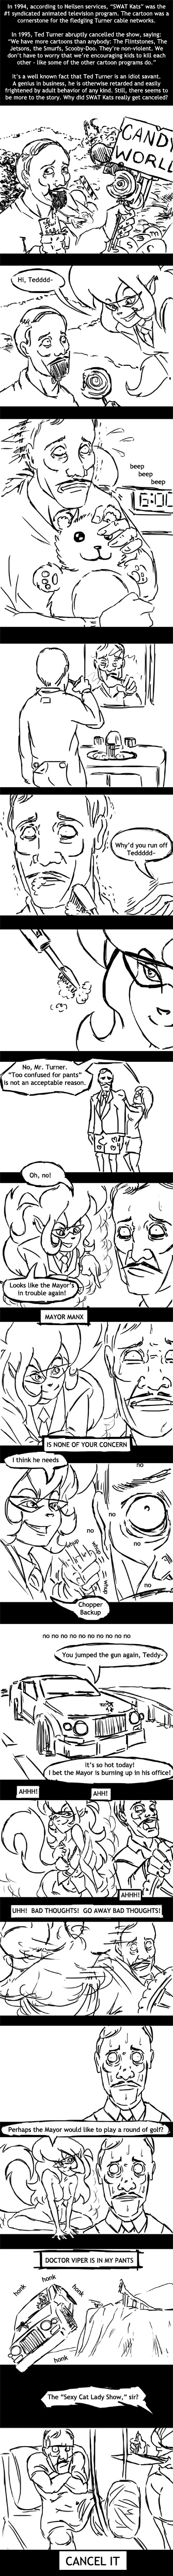 In 1994, according to Neilsen services, "SWAT Kats" was the
#1 syndicated animated television program. The cartoon was a
cornerstone for the fledgling Turner cable networks.
In 1995, Ted Turner abruptly cancelled the show, saying:
"We have more cartoons than anybody: The Flintstones, The
Jetsons, the Smurfs, Scooby-Doo. They're non-violent. We
don't have to worry that we're encouraging kids to kill each
other - like some of the other cartoon programs do."
It's a well known fact that Ted Turner is an idiot savant.
A genius in business, he is otherwise retarded and easily
frightened by adult behavior of any kind. Still, there seems to
be more to the story. Why did SWAT Kats really get canceled?
CANDY
WORLD
Hi, Tedddd~
beep
beep
beep
6:00
Why'd you run off
Teddddd~
No, Mr. Turner.
"Too confused for pants"
is not an acceptable reason.
Oh, no!
Looks like the Mayor's
in trouble again!
MAYOR MANX
IS NONE OF YOUR CONCERN
I think he needs
no
no
no
no
no
whup
whup
whup
Chopper
Backup
no no no no no no no no no no
You jumped the gun again, Teddy~
It's so hot today!
I bet the Mayor is burning up in his office!
AHHH!
AHH!
AHHH!
UHH! BAD THOUGHTS! GO AWAY BAD THOUGHTS!
Perhaps the Mayor would like to play a round of golf?
DOCTOR VIPER IS IN MY PANTS
honk
honk
honk
honk
The "Sexy Cat Lady Show," sir?
CANCEL IT